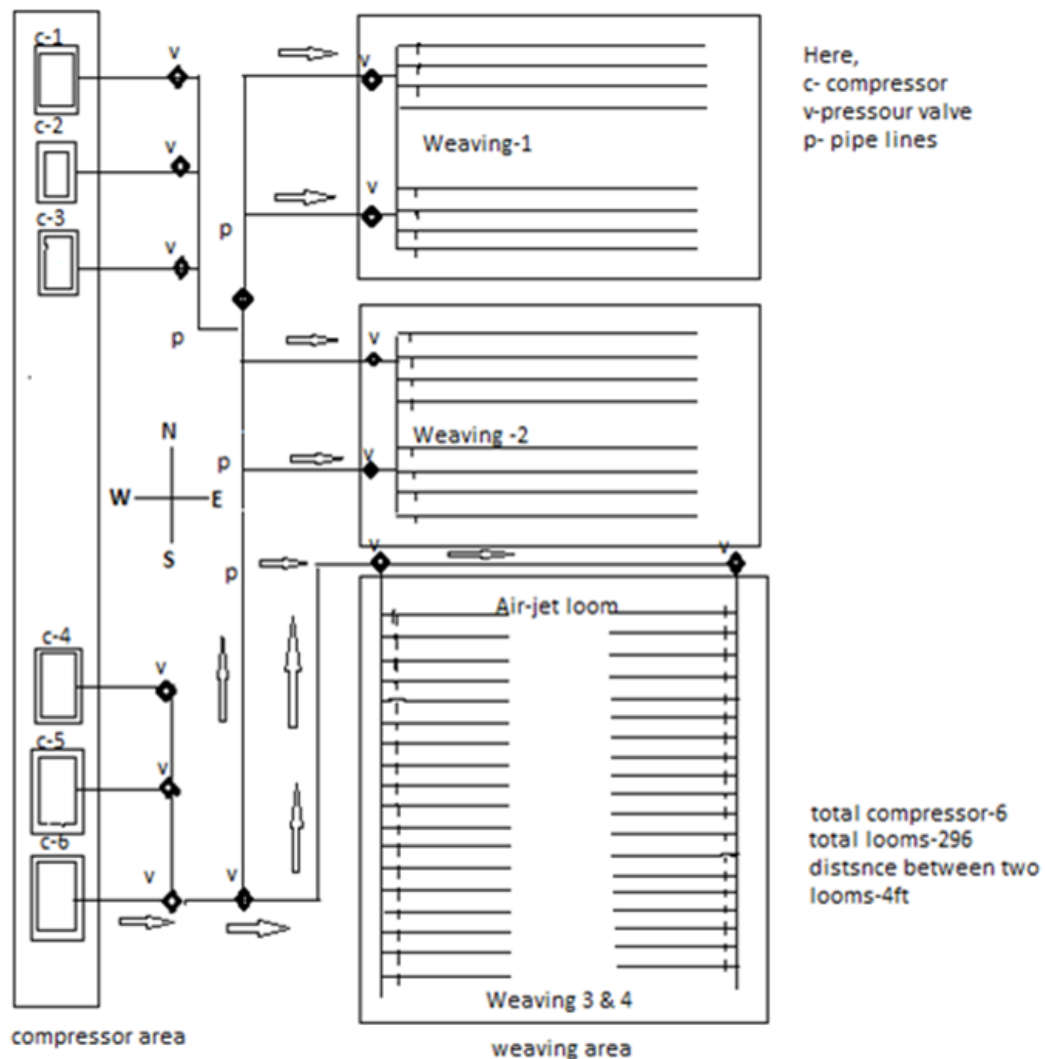 c-1
v
c-2
v
c-3
v
p
p
v
v
Weaving-1
Here,
c- compressor
v-pressour valve
p- pipe lines
v
Weaving -2
v
p
N
W
E
S
p
v
v
Air-jet loom
c-4
v
c-5
v
c-6
v
v
Weaving 3 & 4
total compressor-6
total looms-296
distsnce between two
looms-4ft
compressor area
weaving area